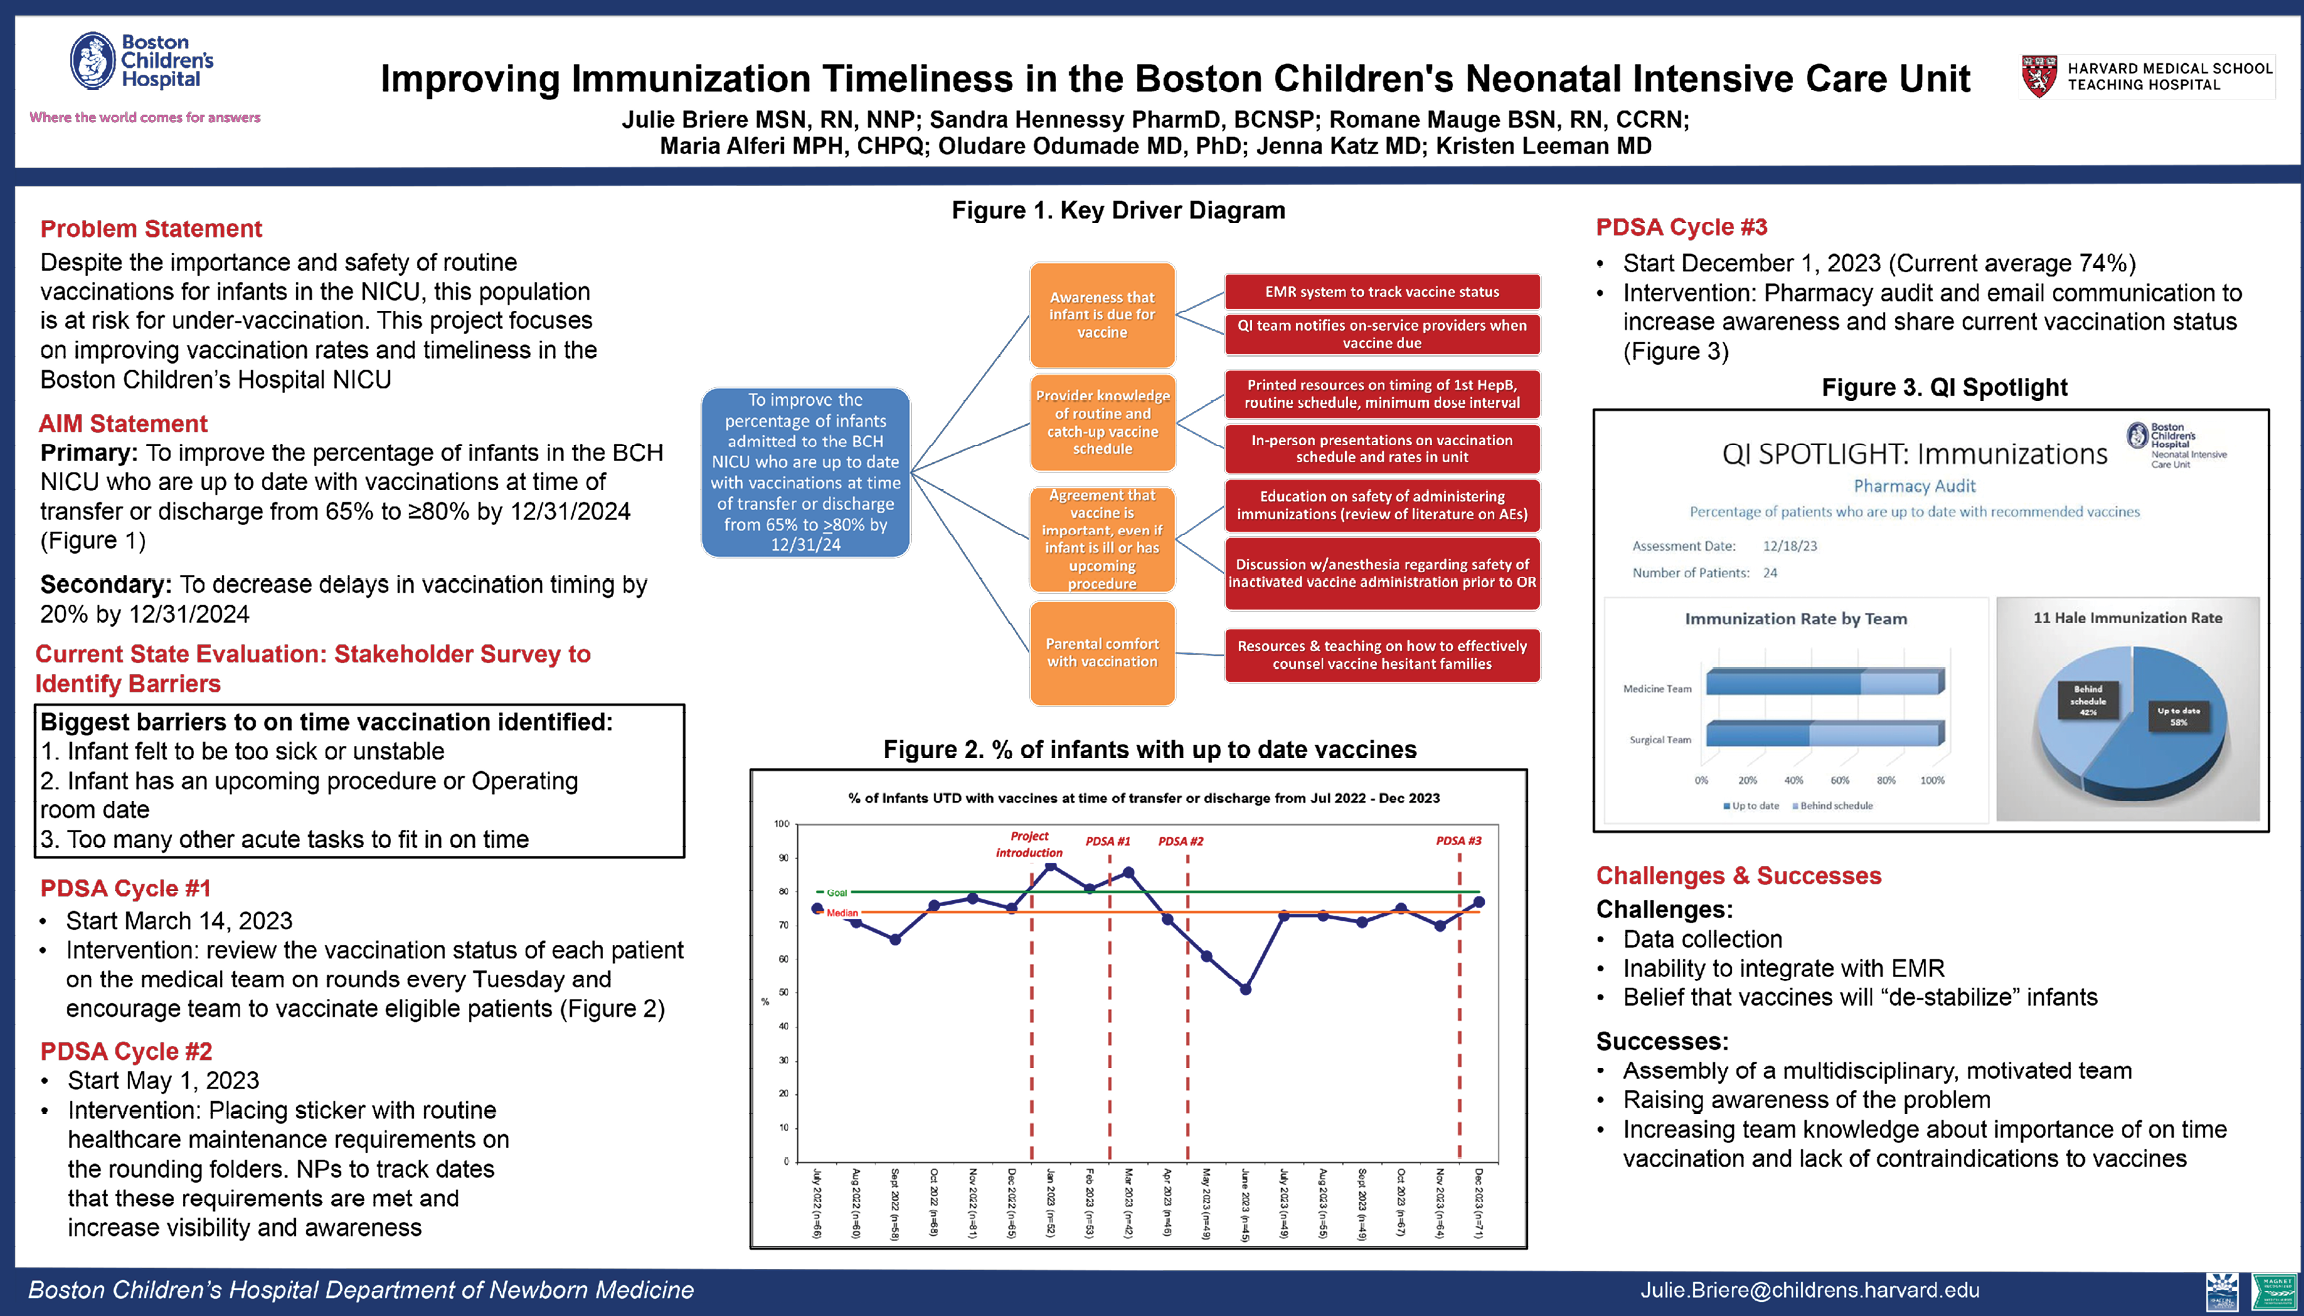 Boston
Children's
Hospital
Where the world comes for answers
Improving Immunization Timeliness in the Boston Children's Neonatal Intensive Care Unit
Julie Briere MSN, RN, NNP; Sandra Hennessy PharmD, BCNSP; Romane Mauge BSN, RN, CCRN;
Maria Alferi MPH, CHPQ; Oludare Odumade MD, PhD; Jenna Katz MD; Kristen Leeman MD
HARVARD MEDICAL SCHOOL
TEACHING HOSPITAL
Problem Statement
Despite the importance and safety of routine
vaccinations for infants in the NICU, this population
is at risk for under-vaccination. This project focuses
on improving vaccination rates and timeliness in the
Boston Children's Hospital NICU
AIM Statement
Primary: To improve the percentage of infants in the BCH
NICU who are up to date with vaccinations at time of
transfer or discharge from 65% to ≥80% by 12/31/2024
(Figure 1)
Secondary: To decrease delays in vaccination timing by
20% by 12/31/2024
Current State Evaluation: Stakeholder Survey to
Identify Barriers
Biggest barriers to on time vaccination identified:
1. Infant felt to be too sick or unstable
2. Infant has an upcoming procedure or Operating
room date
3. Too many other acute tasks to fit in on time
PDSA Cycle #1
• Start March 14, 2023
• Intervention: review the vaccination status of each patient
on the medical team on rounds every Tuesday and
encourage team to vaccinate eligible patients (Figure 2)
PDSA Cycle #2
• Start May 1, 2023
• Intervention: Placing sticker with routine
healthcare maintenance requirements on
the rounding folders. NPs to track dates
that these requirements are met and
increase visibility and awareness
Figure 1. Key Driver Diagram
To improve the
percentage of infants
admitted to the BCH
NICU who are up to date
with vaccinations at time
of transfer or discharge
from 65% to ≥80% by
12/31/24
Awareness that
infant is due for
vaccine
EMR system to track vaccine status
QI team notifies on-service providers when
vaccine due
Provider knowledge
of routine and
catch-up vaccine
schedule
Printed resources on timing of 1st HepB,
routine schedule, minimum dose interval
In-person presentations on vaccination
schedule and rates in unit
Agreement that
vaccine is
important, even if
infant is ill or has
upcoming
procedure
Education on safety of administering
immunizations (review of literature on AEs)
Discussion w/anesthesia regarding safety of
inactivated vaccine administration prior to OR
Parental comfort
with vaccination
Resources & teaching on how to effectively
counsel vaccine hesitant families
Figure 2. % of infants with up to date vaccines
% of Infants UTD with vaccines at time of transfer or discharge from Jul 2022 - Dec 2023
Project
introduction
PDSA #1
PDSA #2
PDSA #3
100
90
80
70
60
50
40
30
20
10
0
%
Goal
Median
July 2022 (n=66)
Aug 2022 (n=60)
Sept 2022 (n=58)
Oct 2022 (n=68)
Nov 2022 (n=81)
Dec 2022 (n=65)
Jan 2023 (n=52)
Feb 2023 (n=53)
Mar 2023 (n=42)
Apr 2023 (n=46)
May 2023 (n=49)
June 2023 (n=45)
July 2023 (n=49)
Aug 2023 (n=55)
Sept 2023 (n=49)
Oct 2023 (n=67)
Nov 2023 (n=64)
Dec 2023 (n=71)
PDSA Cycle #3
• Start December 1, 2023 (Current average 74%)
• Intervention: Pharmacy audit and email communication to
increase awareness and share current vaccination status
(Figure 3)
Figure 3. QI Spotlight
Boston
Children's
Hospital
Neonatal Intensive
Care Unit
QI SPOTLIGHT: Immunizations
Pharmacy Audit
Percentage of patients who are up to date with recommended vaccines
Assessment Date: 12/18/23
Number of Patients: 24
Immunization Rate by Team
Medicine Team
Surgical Team
0% 20% 40% 60% 80% 100%
Up to date Behind schedule
11 Hale Immunization Rate
Behind
schedule
42%
Up to date
58%
Challenges & Successes
Challenges:
• Data collection
• Inability to integrate with EMR
• Belief that vaccines will “de-stabilize” infants
Successes:
• Assembly of a multidisciplinary, motivated team
• Raising awareness of the problem
• Increasing team knowledge about importance of on time
vaccination and lack of contraindications to vaccines
Boston Children's Hospital Department of Newborn Medicine
Julie.Briere@childrens.harvard.edu
MAGNET